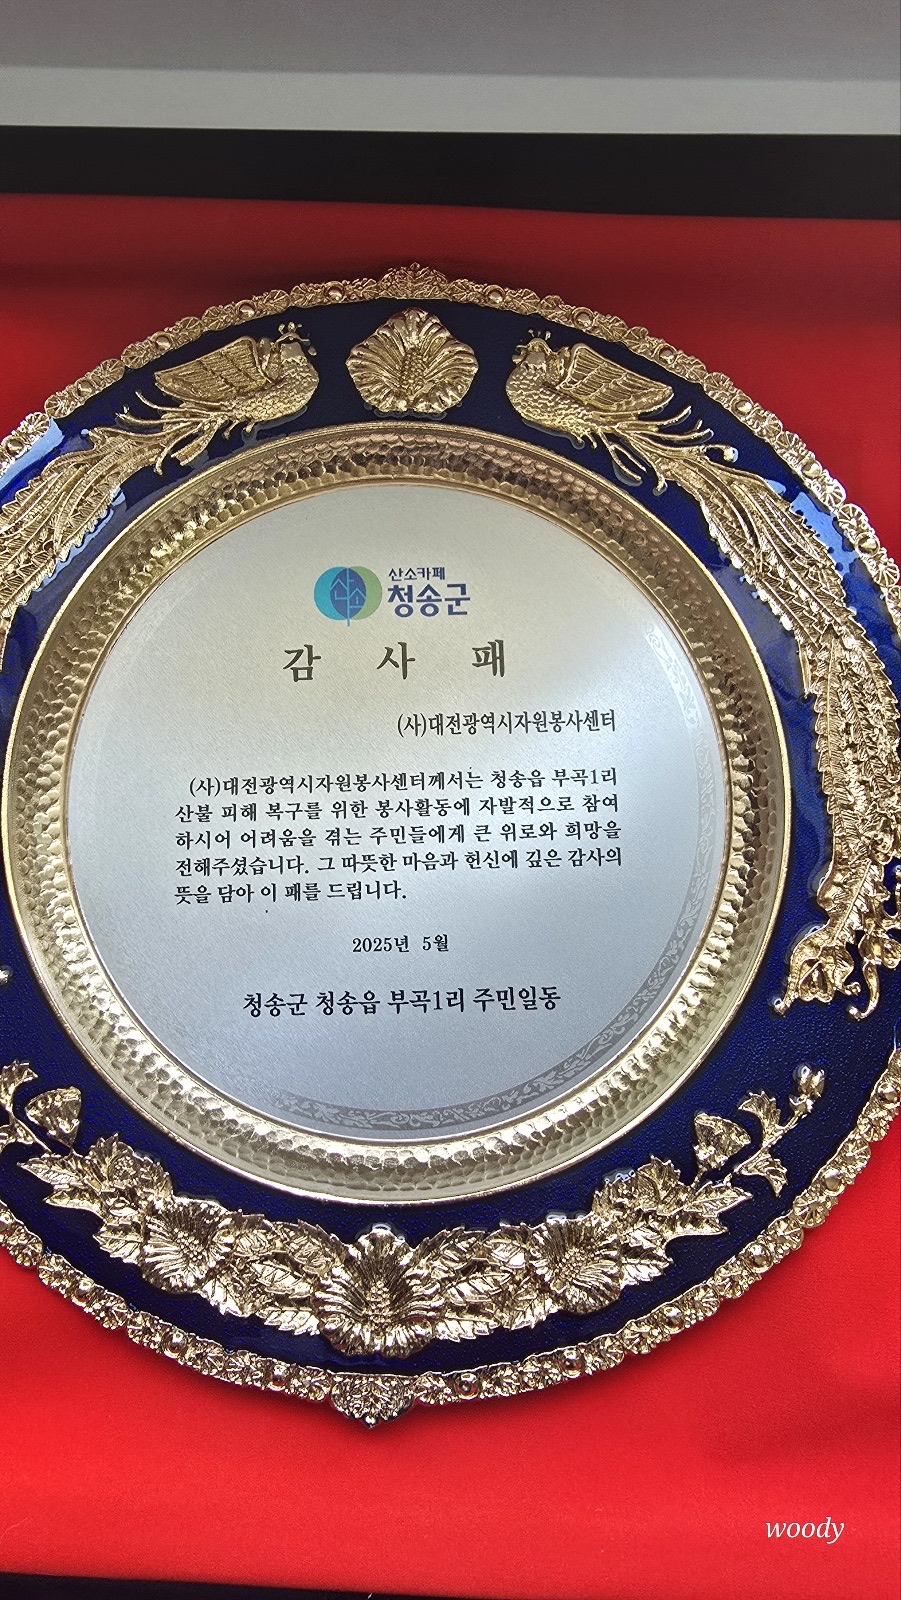 산소
산소카페
청송군
감 사 패
(사)대전광역시자원봉사센터
(사)대전광역시자원봉사센터께서는 청송읍 부곡1리
산불 피해 복구를 위한 봉사활동에 자발적으로 참여
하시어 어려움을 겪는 주민들에게 큰 위로와 희망을
전해주셨습니다. 그 따뜻한 마음과 헌신에 깊은 감사의
뜻을 담아 이 패를 드립니다.
2025년 5월
청송군 청송읍 부곡1리 주민일동
woody